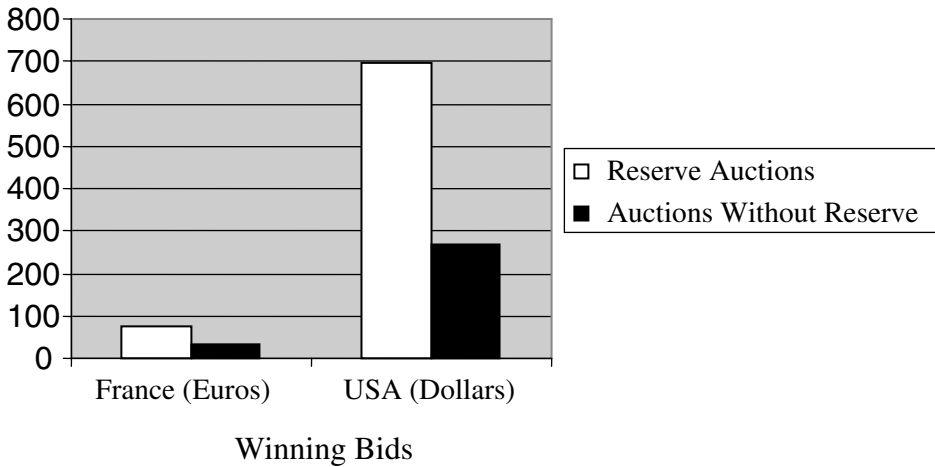 800
700
600
500
400
300
200
100
0
France (Euros) USA (Dollars)
Winning Bids
Reserve Auctions
Auctions Without Reserve